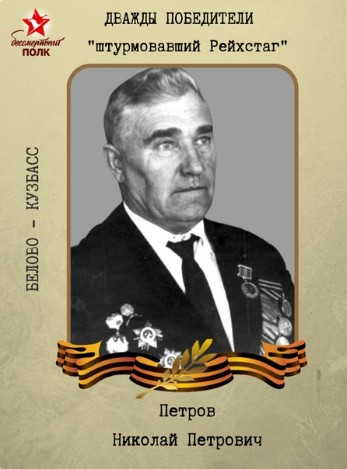 ДВАЖДЫ ПОБЕДИТЕЛИ
"штурмовавший Рейхстаг"
бессмертный
ПОЛК
БЕЛОВО - КУЗБАСС
Петров
Николай Петрович